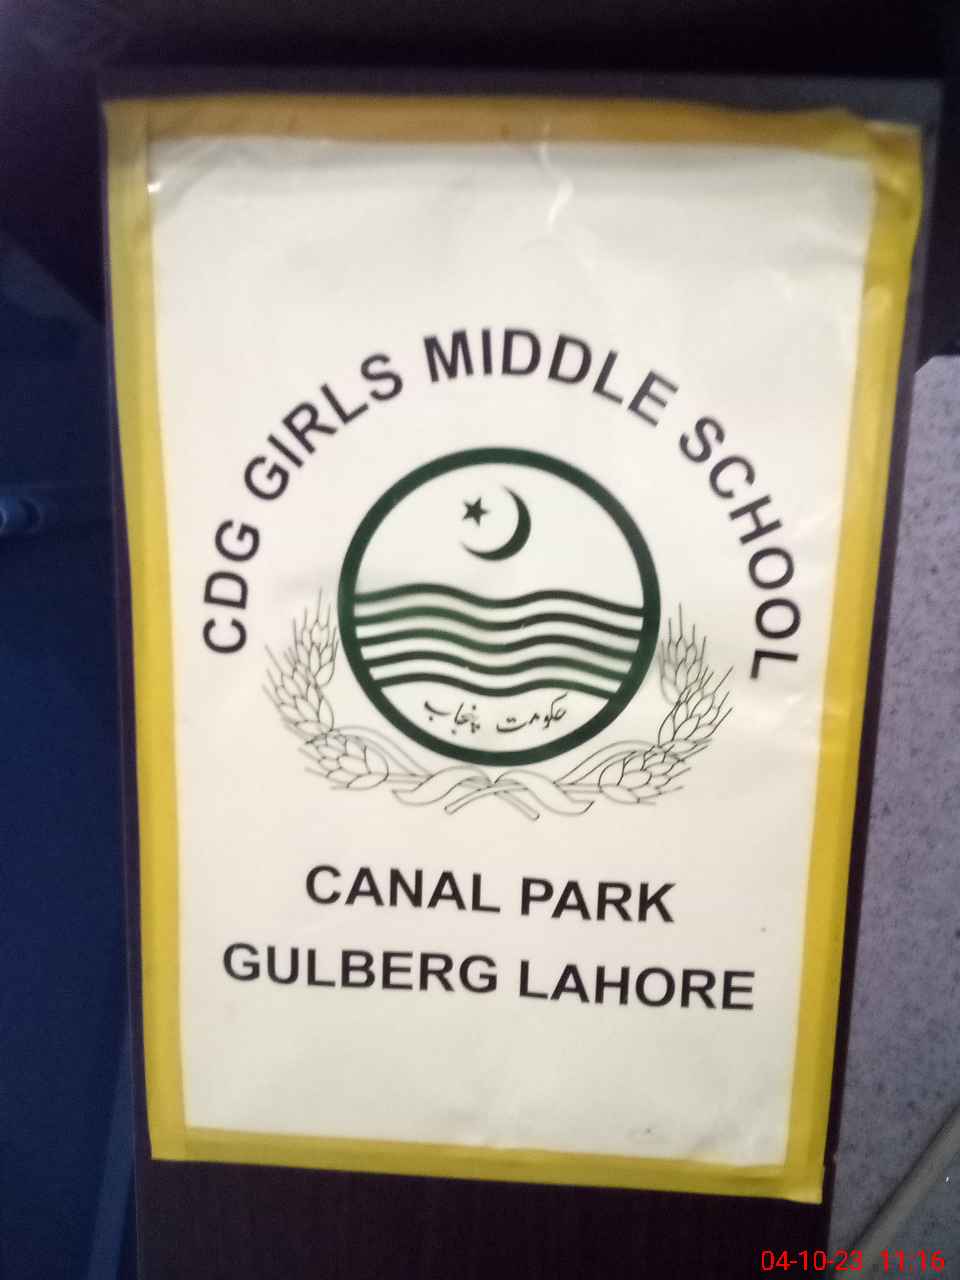 CDG GIRLS MIDDLE SCHOOL
حکومت پنجاب
CANAL PARK
GULBERG LAHORE
04-10-23 11:16